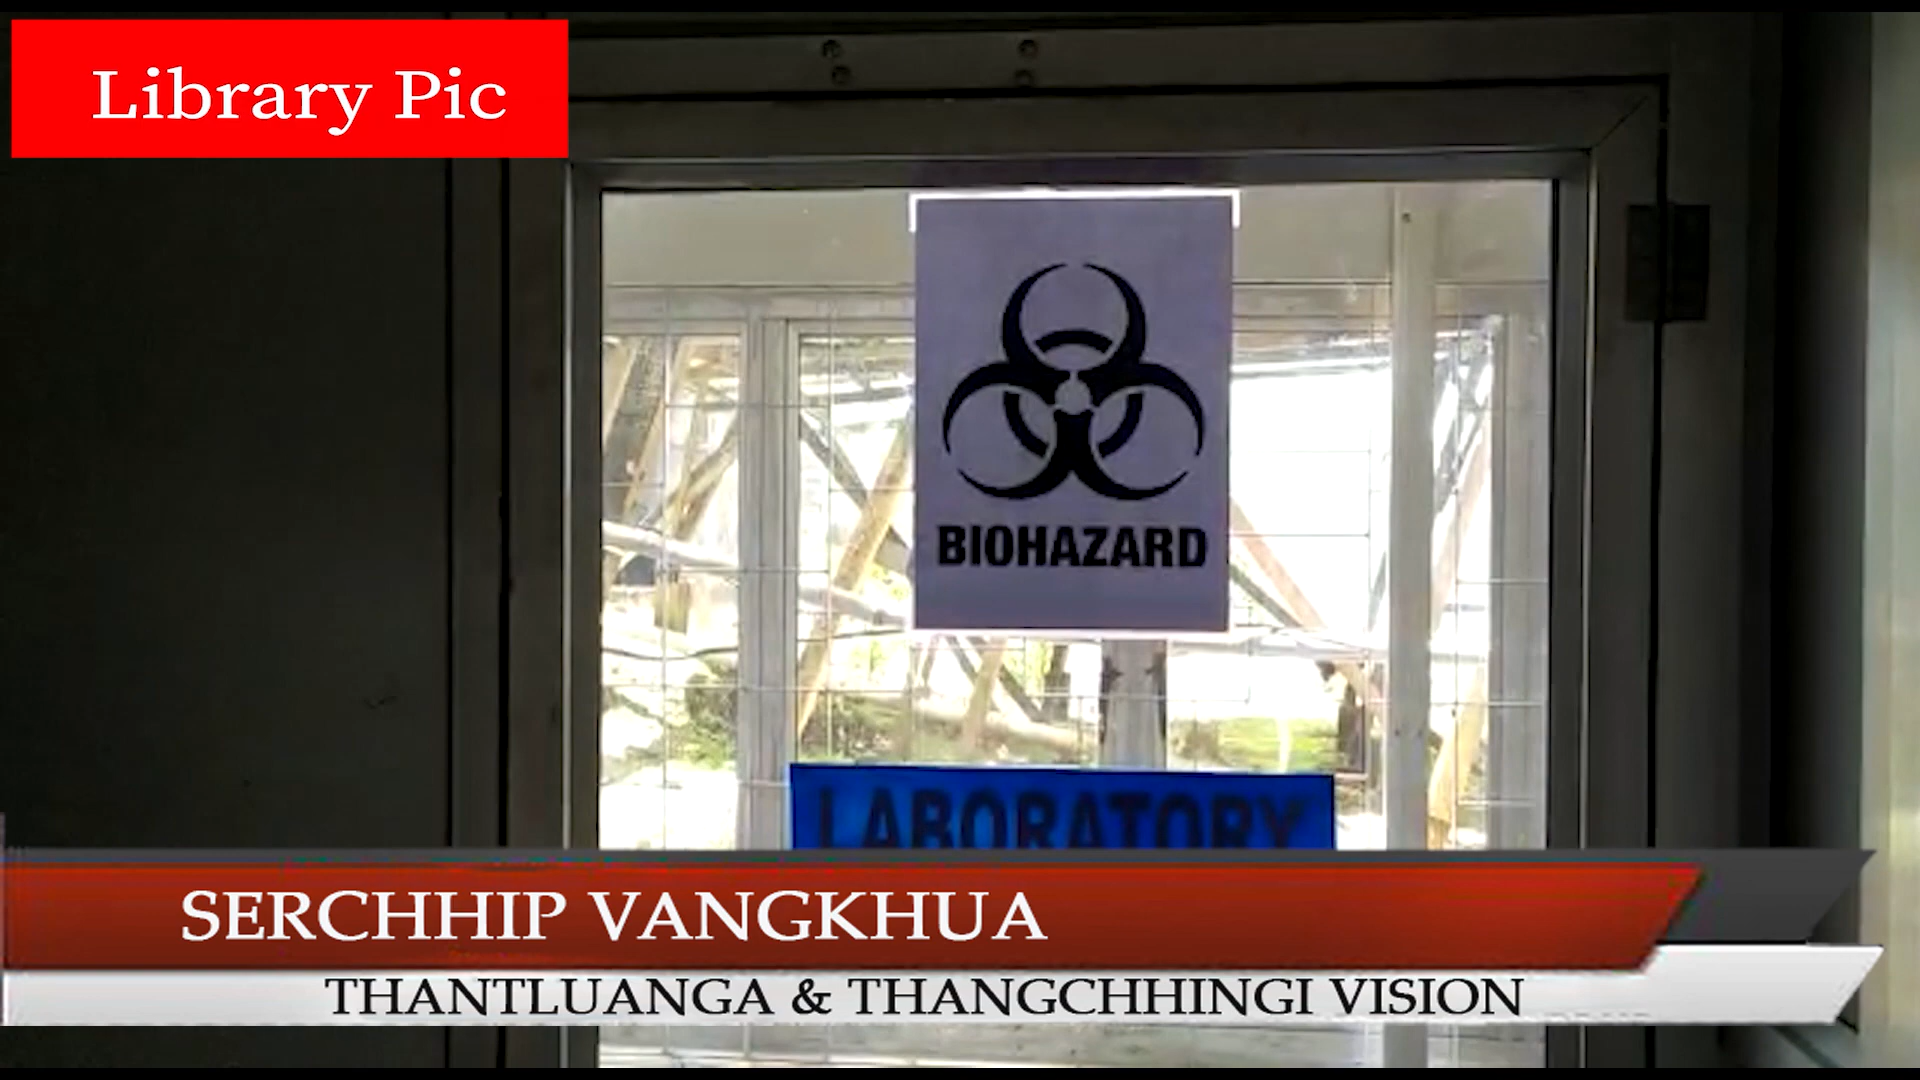 Library Pic
BIOHAZARD
LABORATORY
SERCHHIP VANGKHUA
THANTLUANGA & THANGCHHINGI VISION